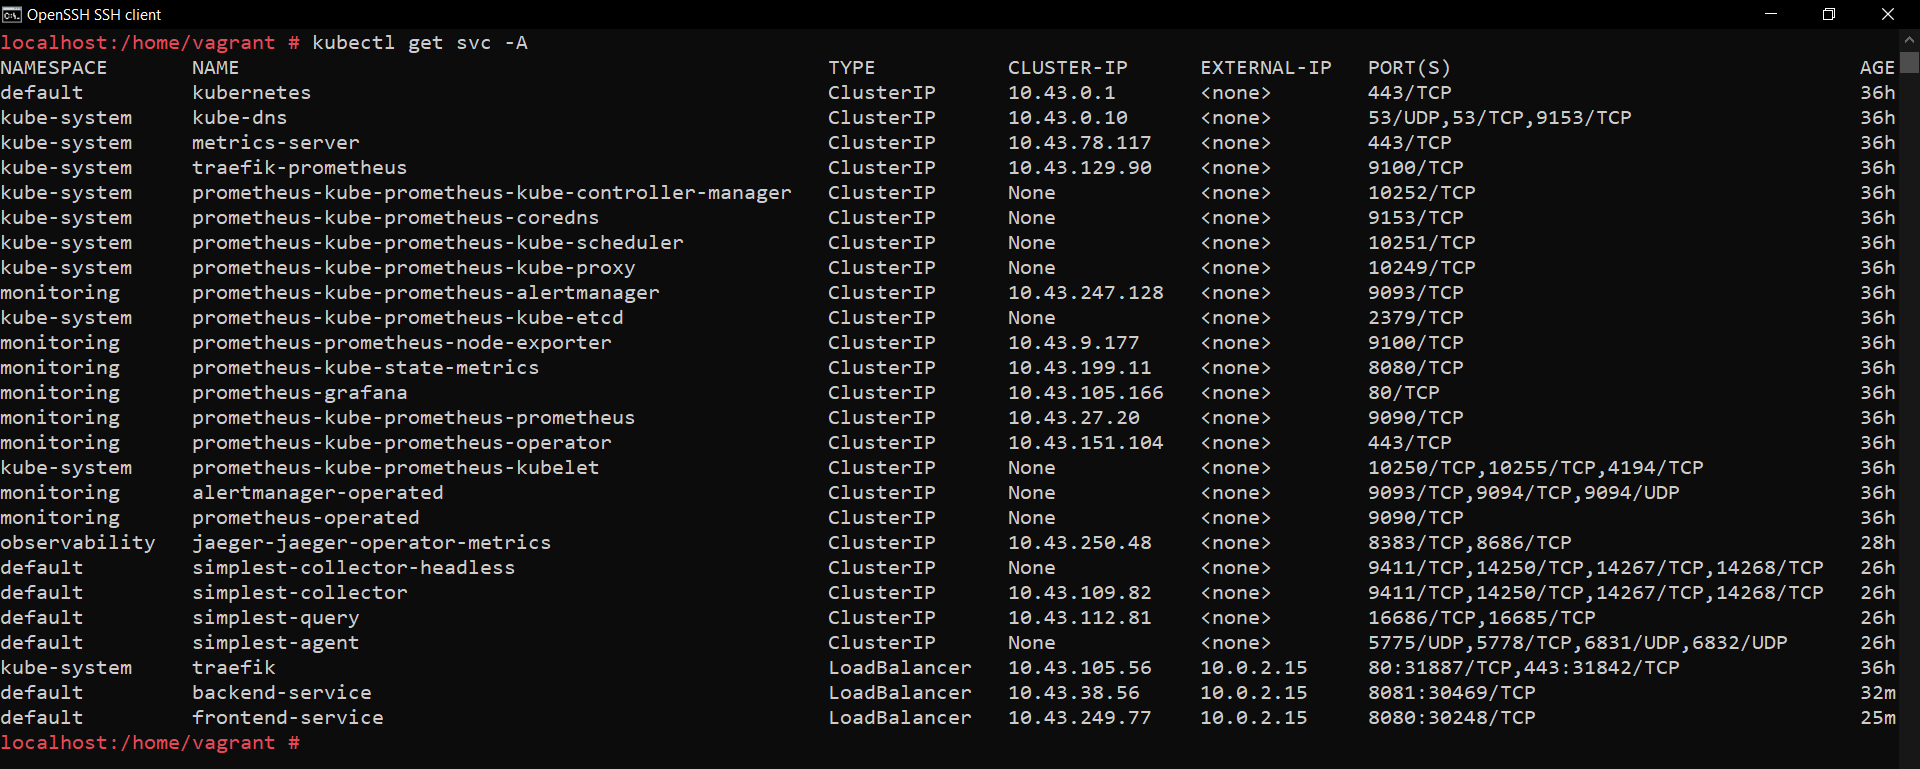 OpenSSH SSH client
localhost:/home/vagrant # kubectl get svc -A
NAMESPACE NAME TYPE CLUSTER-IP EXTERNAL-IP PORT(S) AGE
default kubernetes ClusterIP 10.43.0.1 <none> 443/TCP 36h
kube-system kube-dns ClusterIP 10.43.0.10 <none> 53/UDP,53/TCP,9153/TCP 36h
kube-system metrics-server ClusterIP 10.43.78.117 <none> 443/TCP 36h
kube-system traefik-prometheus ClusterIP 10.43.129.90 <none> 9100/TCP 36h
kube-system prometheus-kube-prometheus-kube-controller-manager ClusterIP None <none> 10252/TCP 36h
kube-system prometheus-kube-prometheus-coredns ClusterIP None <none> 9153/TCP 36h
kube-system prometheus-kube-prometheus-kube-scheduler ClusterIP None <none> 10251/TCP 36h
kube-system prometheus-kube-prometheus-kube-proxy ClusterIP None <none> 10249/TCP 36h
monitoring prometheus-kube-prometheus-alertmanager ClusterIP 10.43.247.128 <none> 9093/TCP 36h
kube-system prometheus-kube-prometheus-kube-etcd ClusterIP None <none> 2379/TCP 36h
monitoring prometheus-prometheus-node-exporter ClusterIP 10.43.9.177 <none> 9100/TCP 36h
monitoring prometheus-kube-state-metrics ClusterIP 10.43.199.11 <none> 8080/TCP 36h
monitoring prometheus-grafana ClusterIP 10.43.105.166 <none> 80/TCP 36h
monitoring prometheus-kube-prometheus-prometheus ClusterIP 10.43.27.20 <none> 9090/TCP 36h
monitoring prometheus-kube-prometheus-operator ClusterIP 10.43.151.104 <none> 443/TCP 36h
kube-system prometheus-kube-prometheus-kubelet ClusterIP None <none> 10250/TCP,10255/TCP,4194/TCP 36h
monitoring alertmanager-operated ClusterIP None <none> 9093/TCP,9094/TCP,9094/UDP 36h
monitoring prometheus-operated ClusterIP None <none> 9090/TCP 36h
observability jaeger-jaeger-operator-metrics ClusterIP 10.43.250.48 <none> 8383/TCP,8686/TCP 28h
default simplest-collector-headless ClusterIP None <none> 9411/TCP,14250/TCP,14267/TCP,14268/TCP 26h
default simplest-collector ClusterIP 10.43.109.82 <none> 9411/TCP,14250/TCP,14267/TCP,14268/TCP 26h
default simplest-query ClusterIP 10.43.112.81 <none> 16686/TCP,16685/TCP 26h
default simplest-agent ClusterIP None <none> 5775/UDP,5778/TCP,6831/UDP,6832/UDP 26h
kube-system traefik LoadBalancer 10.43.105.56 10.0.2.15 80:31887/TCP,443:31842/TCP 36h
default backend-service LoadBalancer 10.43.38.56 10.0.2.15 8081:30469/TCP 32m
default frontend-service LoadBalancer 10.43.249.77 10.0.2.15 8080:30248/TCP 25m
localhost:/home/vagrant #